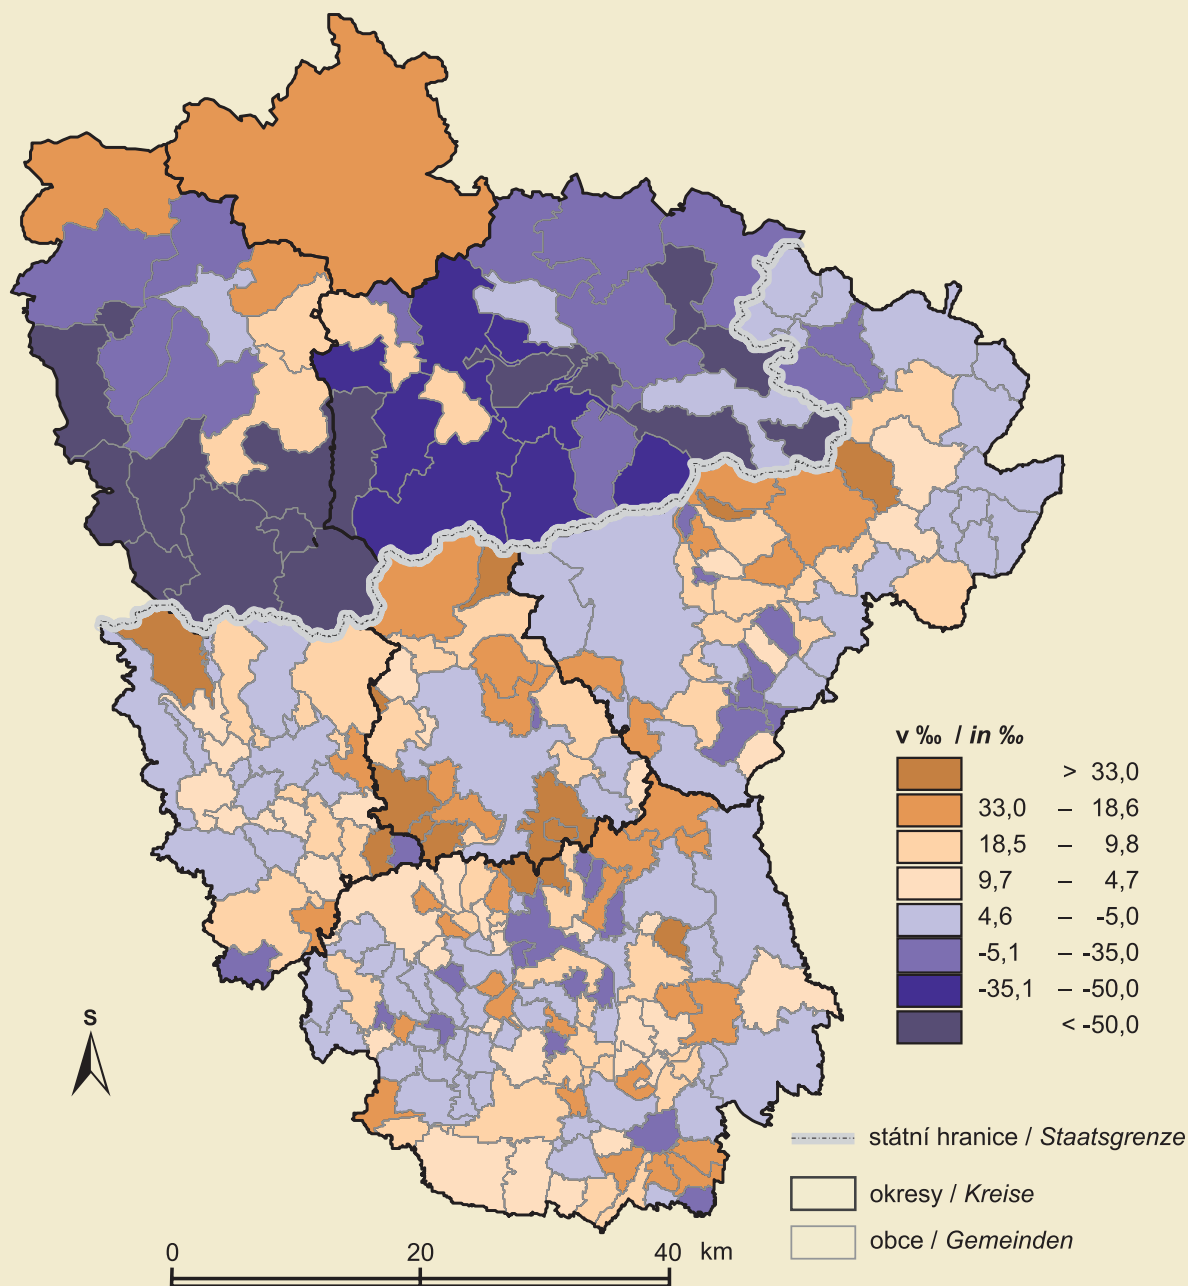 v ‰ / in ‰
> 33,0
33,0 – 18,6
18,5 – 9,8
9,7 – 4,7
4,6 – -5,0
-5,1 – -35,0
-35,1 – -50,0
< -50,0
S
státní hranice / Staatsgrenze
okresy / Kreise
obce / Gemeinden
0 20 40 km